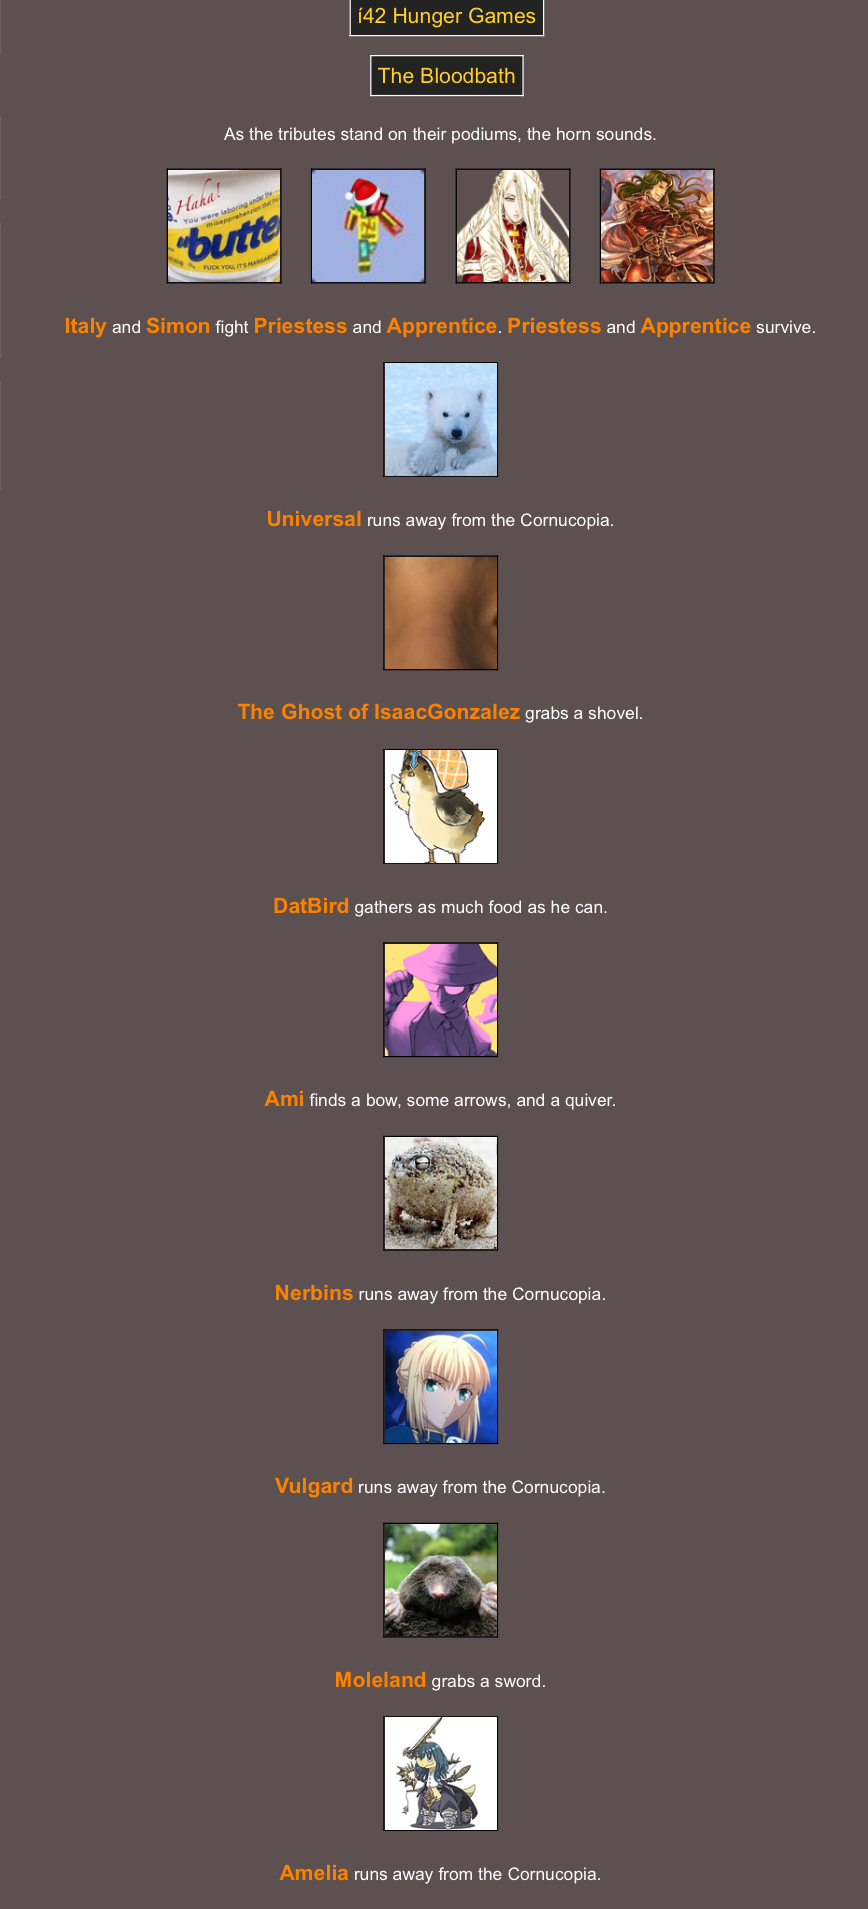 í42 Hunger Games
The Bloodbath
As the tributes stand on their podiums, the horn sounds.
Haha!
You were laboring under the
misapprehension that this
"butte
FUCK YOU, IT'S MARGARINE
Italy and Simon fight Priestess and Apprentice. Priestess and Apprentice survive.
Universal runs away from the Cornucopia.
The Ghost of IsaacGonzalez grabs a shovel.
DatBird gathers as much food as he can.
Ami finds a bow, some arrows, and a quiver.
Nerbins runs away from the Cornucopia.
Vulgard runs away from the Cornucopia.
Moleland grabs a sword.
Amelia runs away from the Cornucopia.